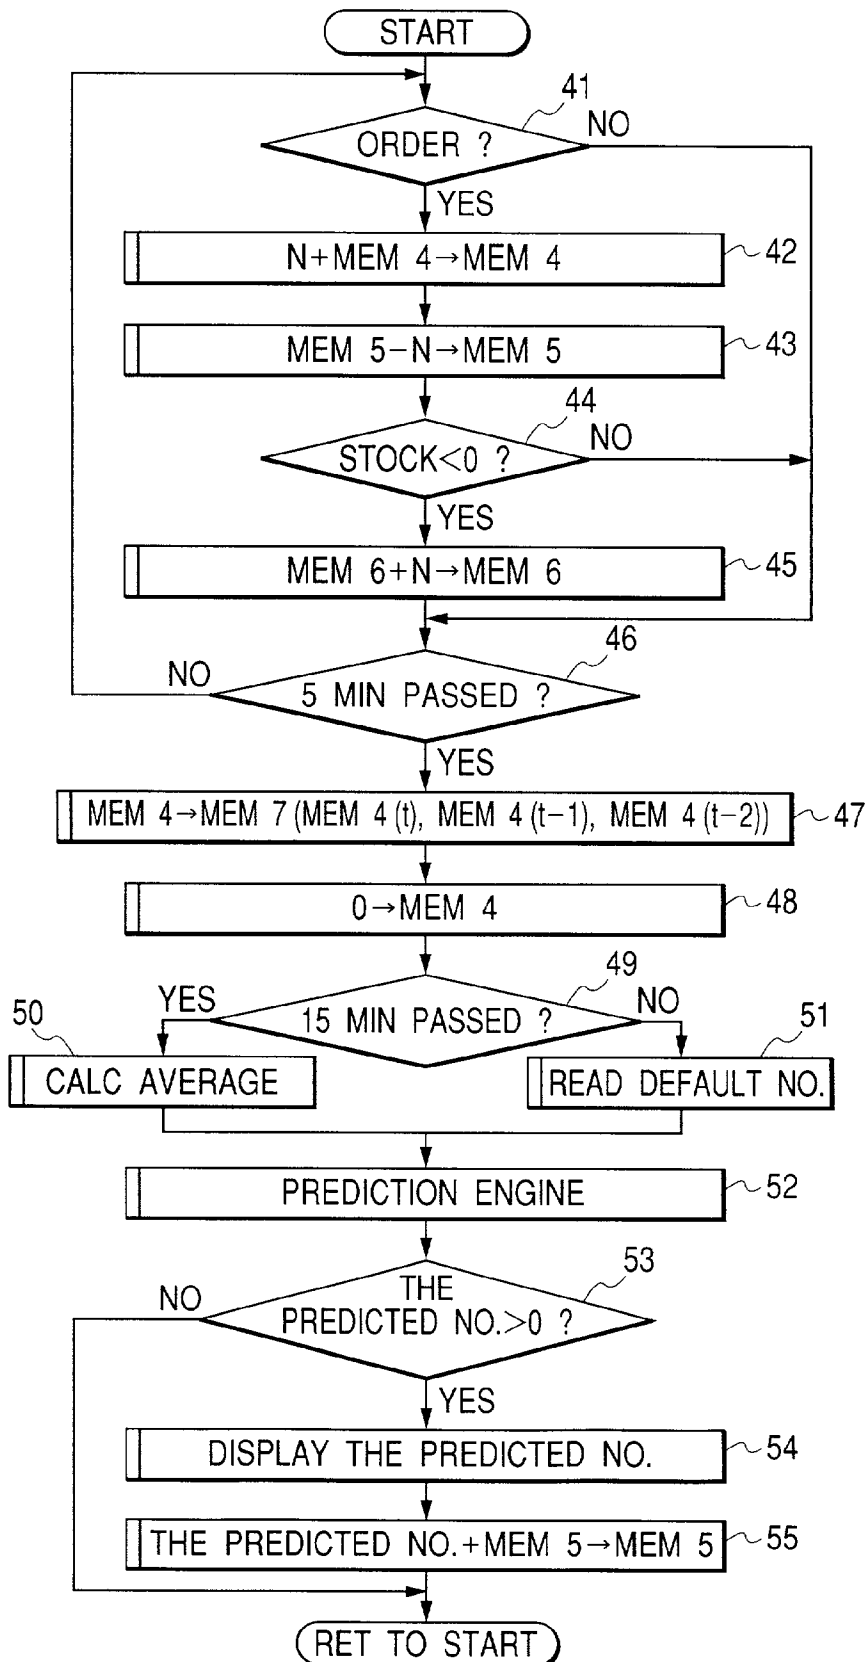 START
41
ORDER ?
NO
YES
N+MEM 4→MEM 4
42
MEM 5−N→MEM 5
43
44
STOCK<0 ?
NO
YES
MEM 6+N→MEM 6
45
46
NO
5 MIN PASSED ?
YES
MEM 4→MEM 7 (MEM 4 (t), MEM 4 (t−1), MEM 4 (t−2))
47
0→MEM 4
48
49
YES
15 MIN PASSED ?
NO
50
51
CALC AVERAGE
READ DEFAULT NO.
PREDICTION ENGINE
52
53
NO
THE
PREDICTED NO.>0 ?
YES
DISPLAY THE PREDICTED NO.
54
THE PREDICTED NO.+MEM 5→MEM 5
55
RET TO START